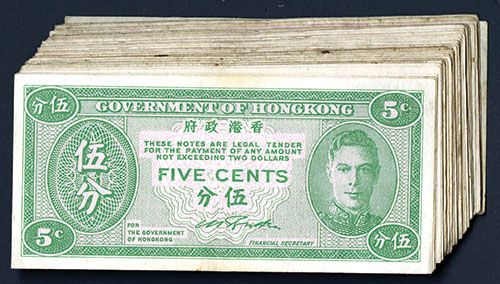 伍分
GOVERNMENT OF HONGKONG
5c
香港政府
THESE NOTES ARE LEGAL TENDER
FOR THE PAYMENT OF ANY AMOUNT
NOT EXCEEDING TWO DOLLARS
伍分
FIVE CENTS
伍分
5c
FOR
THE GOVERNMENT
OF HONGKONG
FINANCIAL SECRETARY
伍分